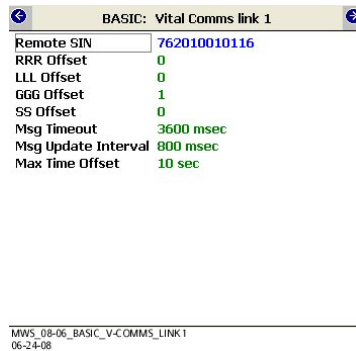 BASIC: Vital Comms link 1
Remote SIN 762010010116
RRR Offset 0
LLL Offset 0
GGG Offset 1
SS Offset 0
Msg Timeout 3600 msec
Msg Update Interval 800 msec
Max Time Offset 10 sec
MWS_08-06_BASIC_V-COMMS_LINK1
06-24-08